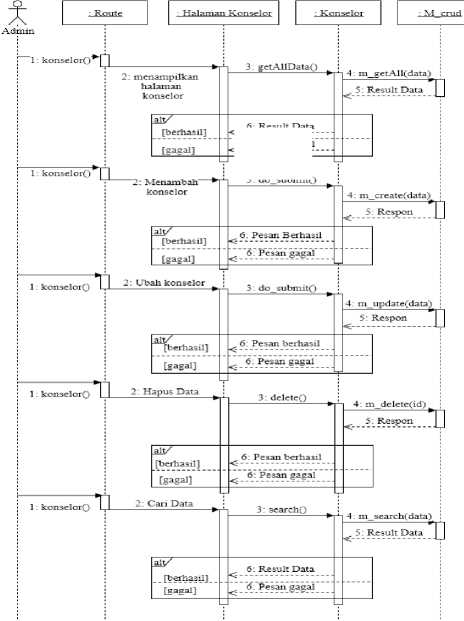 : Route
: Halaman Konselor
: Konselor
: M_crud
Admin
1: konselor()
2: menampilkan
halaman
konselor
3: getAllData()
4: m_getAll(data)
5: Result Data
alt
[berhasil]
6: Result Data
[gagal]
1: konselor()
2: Menambah
konselor
3: do_submit()
4: m_create(data)
5: Respon
alt
[berhasil]
6: Pesan Berhasil
[gagal]
6: Pesan gagal
1: konselor()
2: Ubah konselor
3: do_submit()
4: m_update(data)
5: Respon
alt
[berhasil]
6: Pesan berhasil
[gagal]
6: Pesan gagal
1: konselor()
2: Hapus Data
3: delete()
4: m_delete(id)
5: Respon
alt
[berhasil]
6: Pesan berhasil
[gagal]
6: Pesan gagal
1: konselor()
2: Cari Data
3: search()
4: m_search(data)
5: Result Data
alt
[berhasil]
6: Result Data
[gagal]
6: Pesan gagal